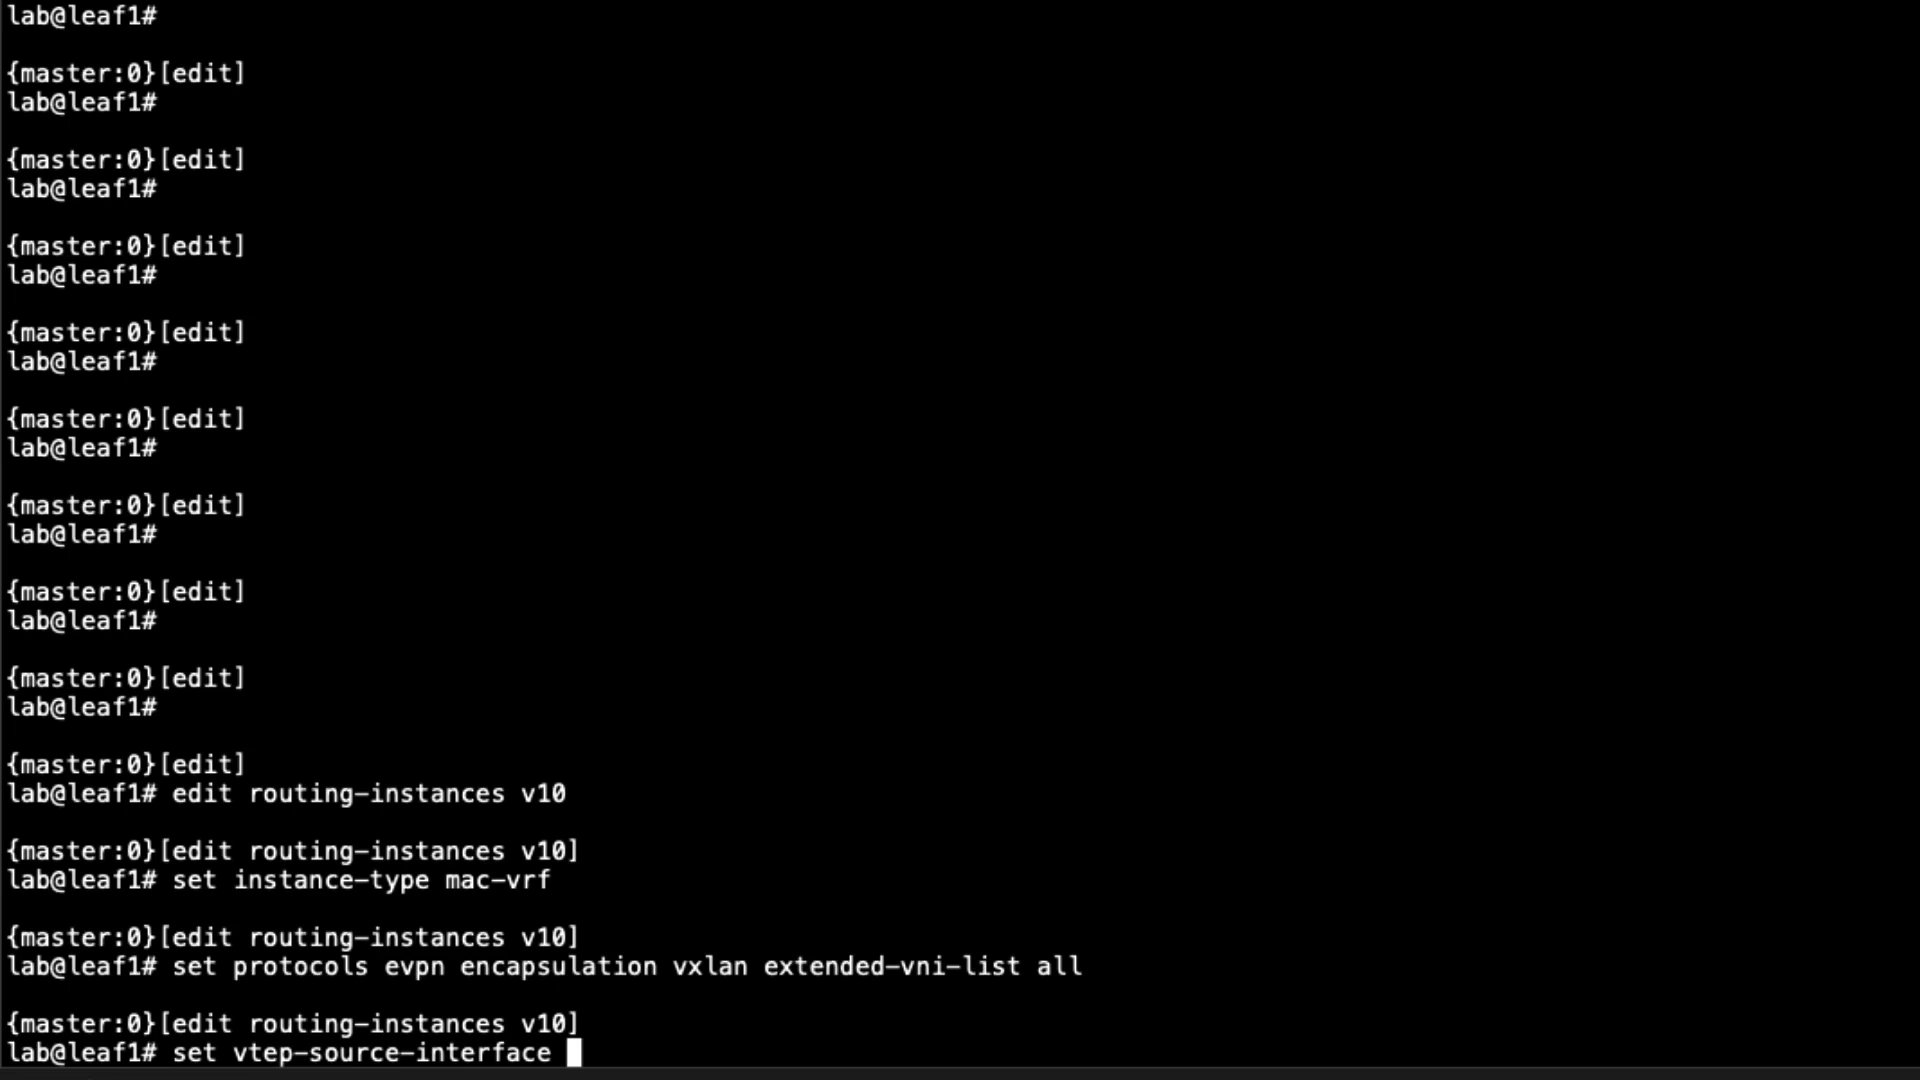 lab@leaf1#
{master:0}[edit]
lab@leaf1#
{master:0}[edit]
lab@leaf1#
{master:0}[edit]
lab@leaf1#
{master:0}[edit]
lab@leaf1#
{master:0}[edit]
lab@leaf1#
{master:0}[edit]
lab@leaf1#
{master:0}[edit]
lab@leaf1#
{master:0}[edit]
lab@leaf1#
{master:0}[edit]
lab@leaf1# edit routing-instances v10
{master:0}[edit routing-instances v10]
lab@leaf1# set instance-type mac-vrf
{master:0}[edit routing-instances v10]
lab@leaf1# set protocols evpn encapsulation vxlan extended-vni-list all
{master:0}[edit routing-instances v10]
lab@leaf1# set vtep-source-interface